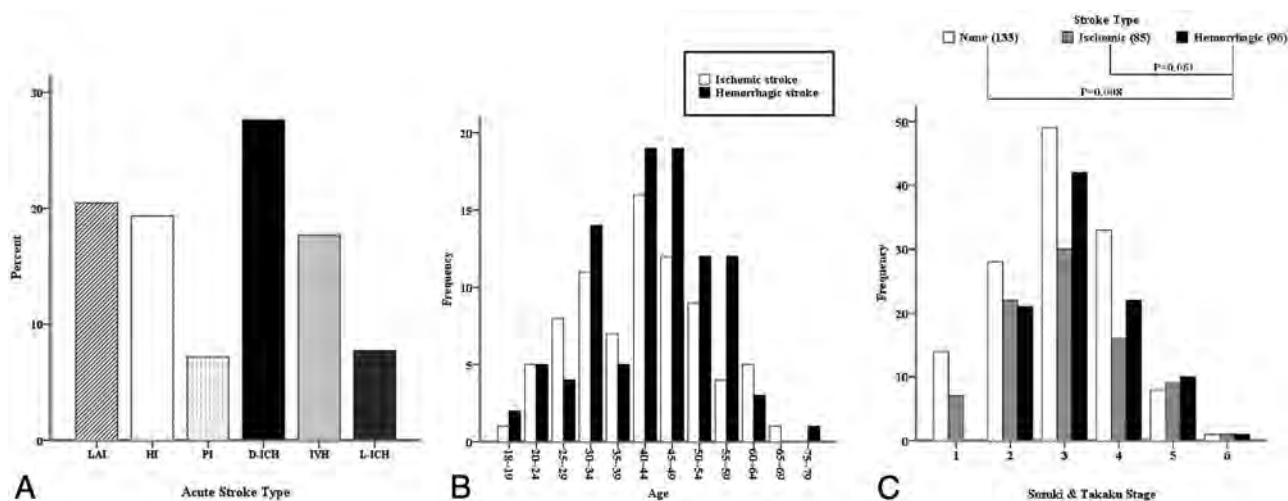 30
20
10
0
Percent
LAI HI PI D-ICH IVH L-ICH
Acute Stroke Type
A
Ischemic stroke
Hemorrhagic stroke
20
15
10
5
0
Frequency
18~19 20~24 25~29 30~34 35~39 40~44 45~49 50~54 55~59 60~64 65~69 75~79
Age
B
Stroke Type
None (133) Ischemic (85) Hemorrhagic (96)
P=0.061
P=0.008
50
40
30
20
10
0
Frequency
1 2 3 4 5 6
Suzuki & Takaku Stage
C